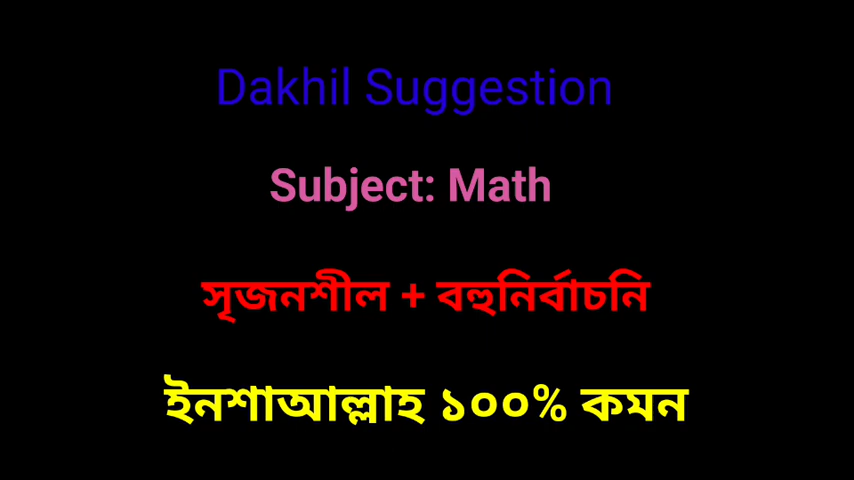 Dakhil Suggestion
Subject: Math
সৃজনশীল + বহুনির্বাচনি
ইনশাআল্লাহ ১০০% কমন